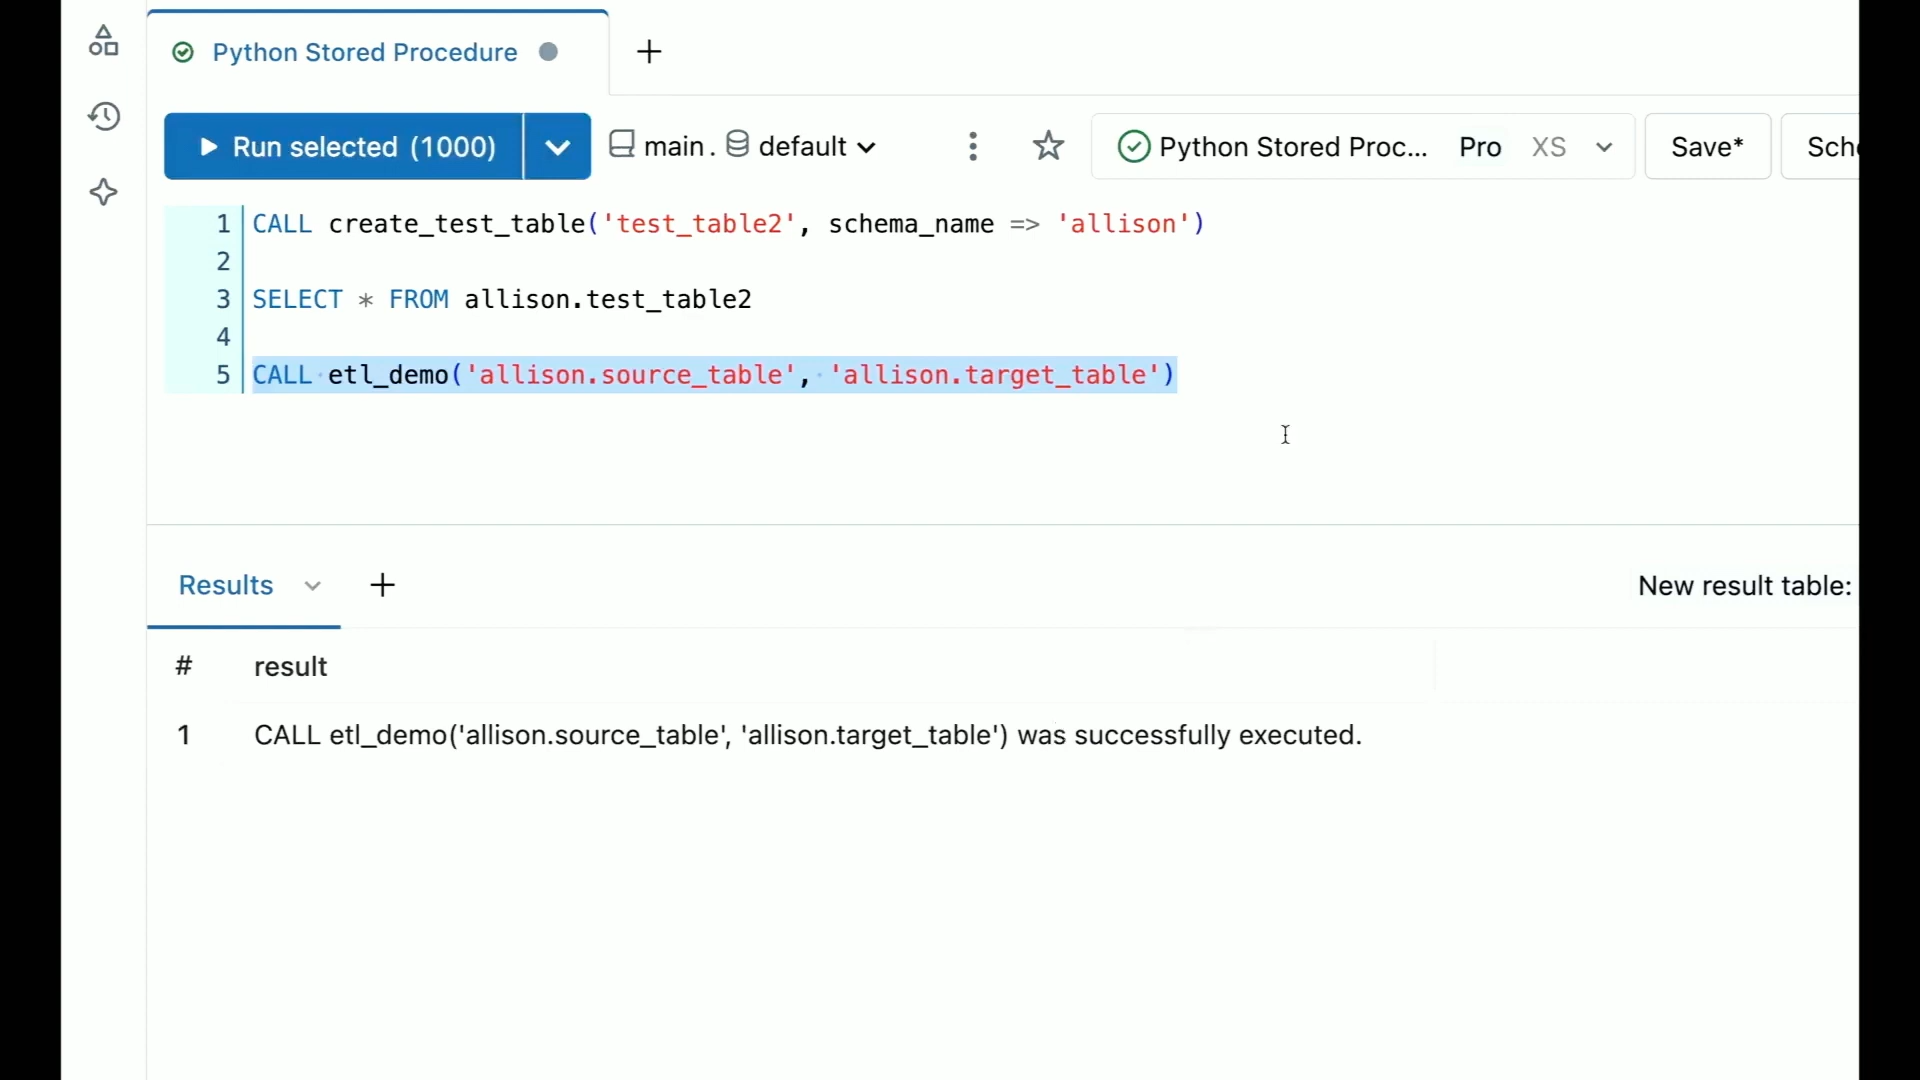 Python Stored Procedure
Run selected (1000)
main. default
Python Stored Proc... Pro XS
Save*
Sche
1 CALL create_test_table('test_table2', schema_name => 'allison')
2
3 SELECT * FROM allison.test_table2
4
5 CALL etl_demo('allison.source_table', 'allison.target_table')
Results
New result table:
# result
1 CALL etl_demo('allison.source_table', 'allison.target_table') was successfully executed.